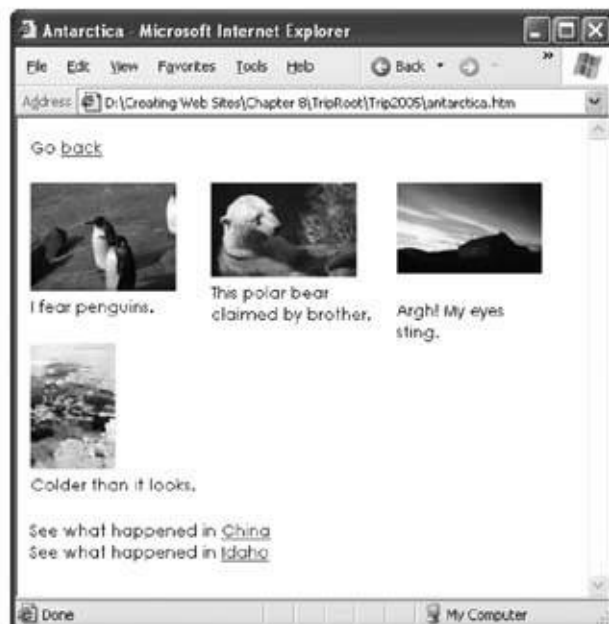 Antarctica - Microsoft Internet Explorer
File Edit View Favorites Tools Help Back »
Address D:\Creating Web Sites\Chapter 8\TripRoot\Trip2005\antarctica.htm
Go back
I fear penguins.
This polar bear
claimed by brother.
Argh! My eyes
sting.
Colder than it looks.
See what happened in China
See what happened in Idaho
Done My Computer